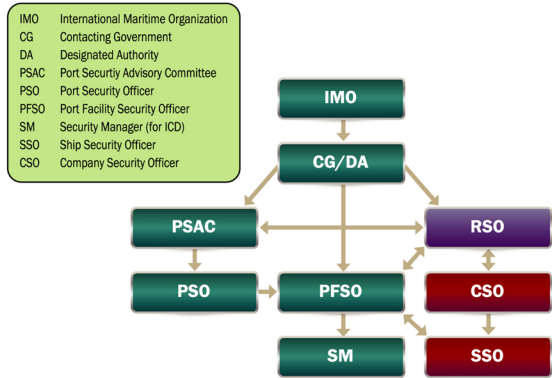 IMO International Maritime Organization
CG Contacting Government
DA Designated Authority
PSAC Port Securtiy Advisory Committee
PSO Port Security Officer
PFSO Port Facility Security Officer
SM Security Manager (for ICD)
SSO Ship Security Officer
CSO Company Security Officer
IMO
CG/DA
PSAC
RSO
PSO
PFSO
CSO
SM
SSO